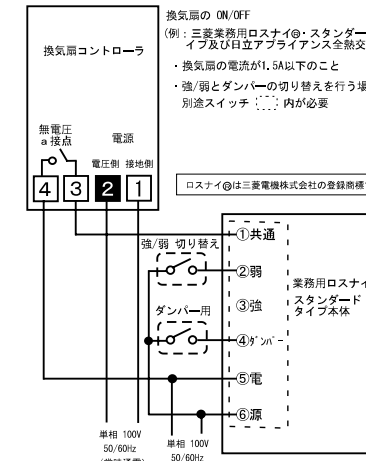 換気扇の ON/OFF
(例：三菱業務用ロスナイ®・スタンダー
イプ及び日立アプライアンス全熱交
・換気扇の電流が1.5A以下のこと
・強/弱とダンパーの切り替えを行う場
別途スイッチ 内が必要
換気扇コントローラ
無電圧
a 接点
電源
電圧側 接地側
4 3 2 1
ロスナイ®は三菱電機株式会社の登録商標
①共通
強/弱 切り替え
②弱
業務用ロスナイ
③強
スタンダード
タイプ本体
ダンパー用
④ダンパー
⑤電
⑥源
単相 100V
50/60Hz
単相 100V
50/60Hz